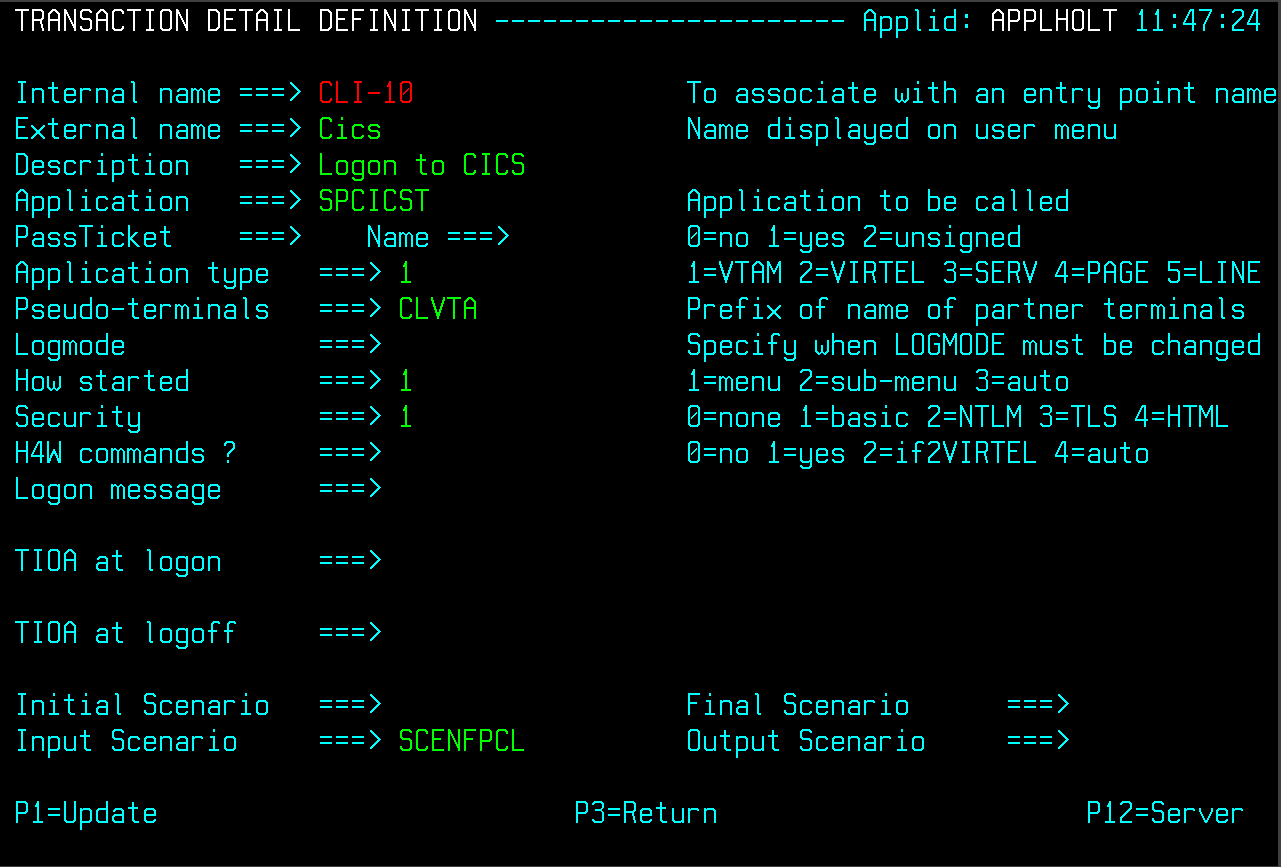 TRANSACTION DETAIL DEFINITION ---------------------- Applid: APPLHOLT 11:47:24
Internal name ===> CLI-10 To associate with an entry point name
External name ===> Cics Name displayed on user menu
Description ===> Logon to CICS
Application ===> SPCICST Application to be called
PassTicket ===> Name ===> 0=no 1=yes 2=unsigned
Application type ===> 1 1=VTAM 2=VIRTEL 3=SERV 4=PAGE 5=LINE
Pseudo-terminals ===> CLVTA Prefix of name of partner terminals
Logmode ===> Specify when LOGMODE must be changed
How started ===> 1 1=menu 2=sub-menu 3=auto
Security ===> 1 0=none 1=basic 2=NTLM 3=TLS 4=HTML
H4W commands ? ===> 0=no 1=yes 2=if2VIRTEL 4=auto
Logon message ===>
TIOA at logon ===>
TIOA at logoff ===>
Initial Scenario ===> Final Scenario ===>
Input Scenario ===> SCENFPCL Output Scenario ===>
P1=Update P3=Return P12=Server